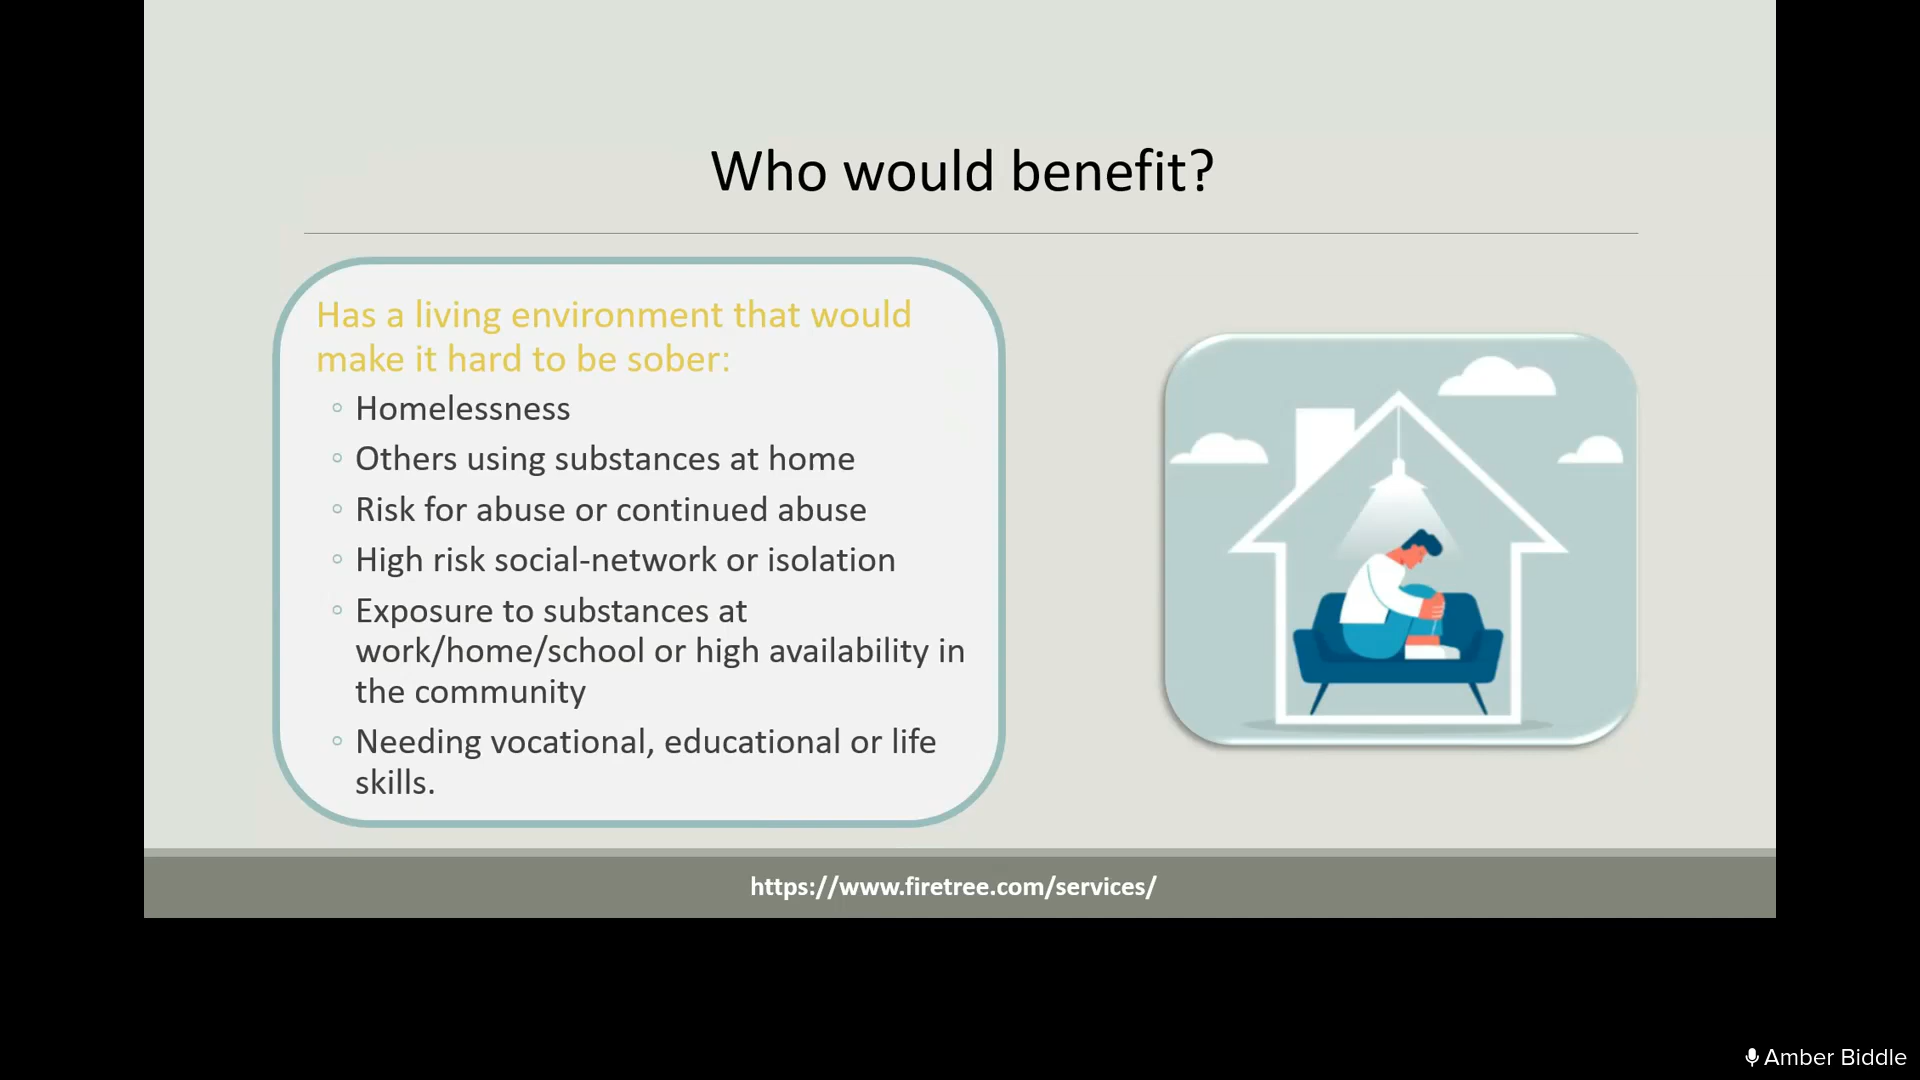 Who would benefit?
Has a living environment that would
make it hard to be sober:
◦ Homelessness
◦ Others using substances at home
◦ Risk for abuse or continued abuse
◦ High risk social-network or isolation
◦ Exposure to substances at
work/home/school or high availability in
the community
◦ Needing vocational, educational or life
skills.
https://www.firetree.com/services/
Amber Biddle